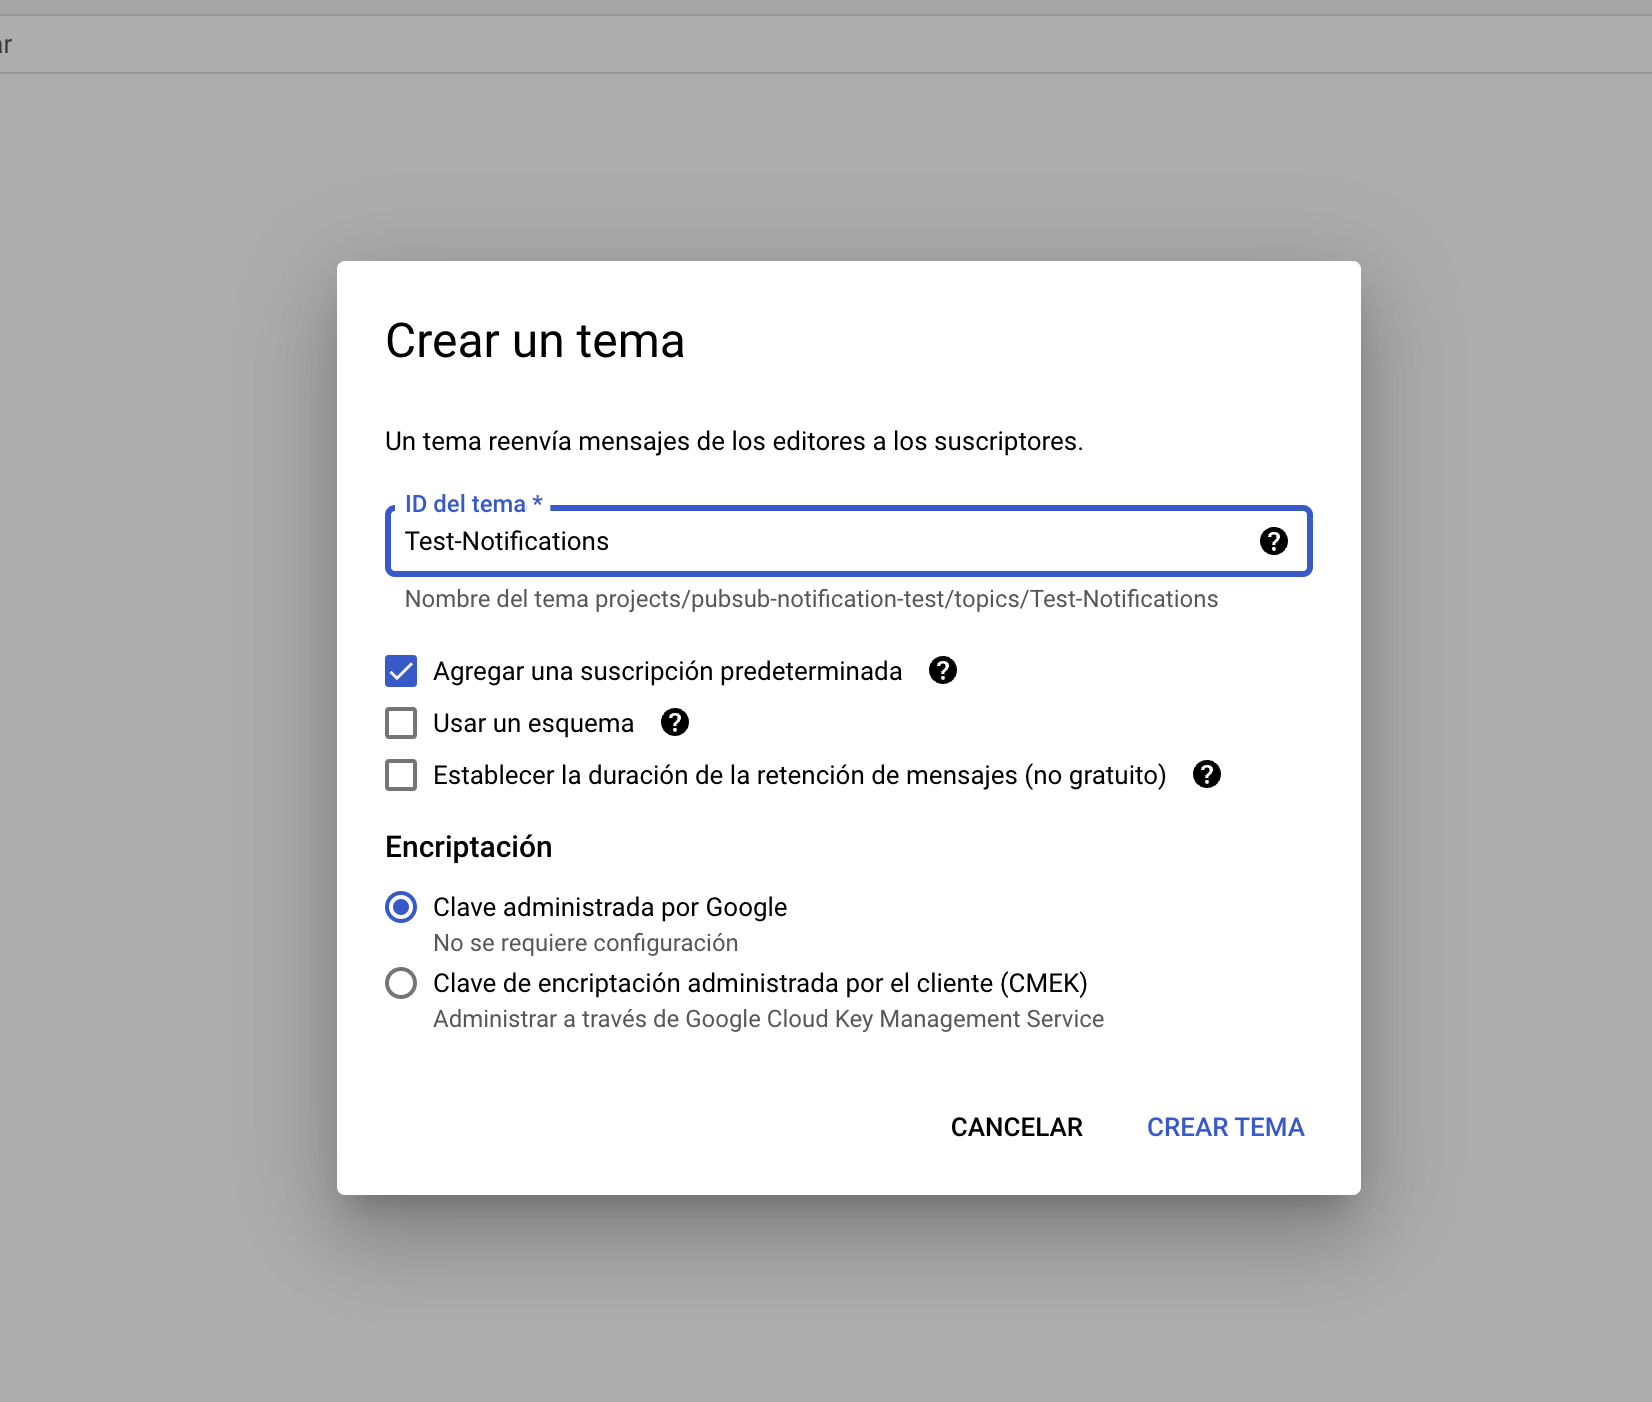 Crear un tema
Un tema reenvía mensajes de los editores a los suscriptores.
ID del tema *
Test-Notifications
Nombre del tema projects/pubsub-notification-test/topics/Test-Notifications
Agregar una suscripción predeterminada
Usar un esquema
Establecer la duración de la retención de mensajes (no gratuito)
Encriptación
Clave administrada por Google
No se requiere configuración
Clave de encriptación administrada por el cliente (CMEK)
Administrar a través de Google Cloud Key Management Service
CANCELAR CREAR TEMA